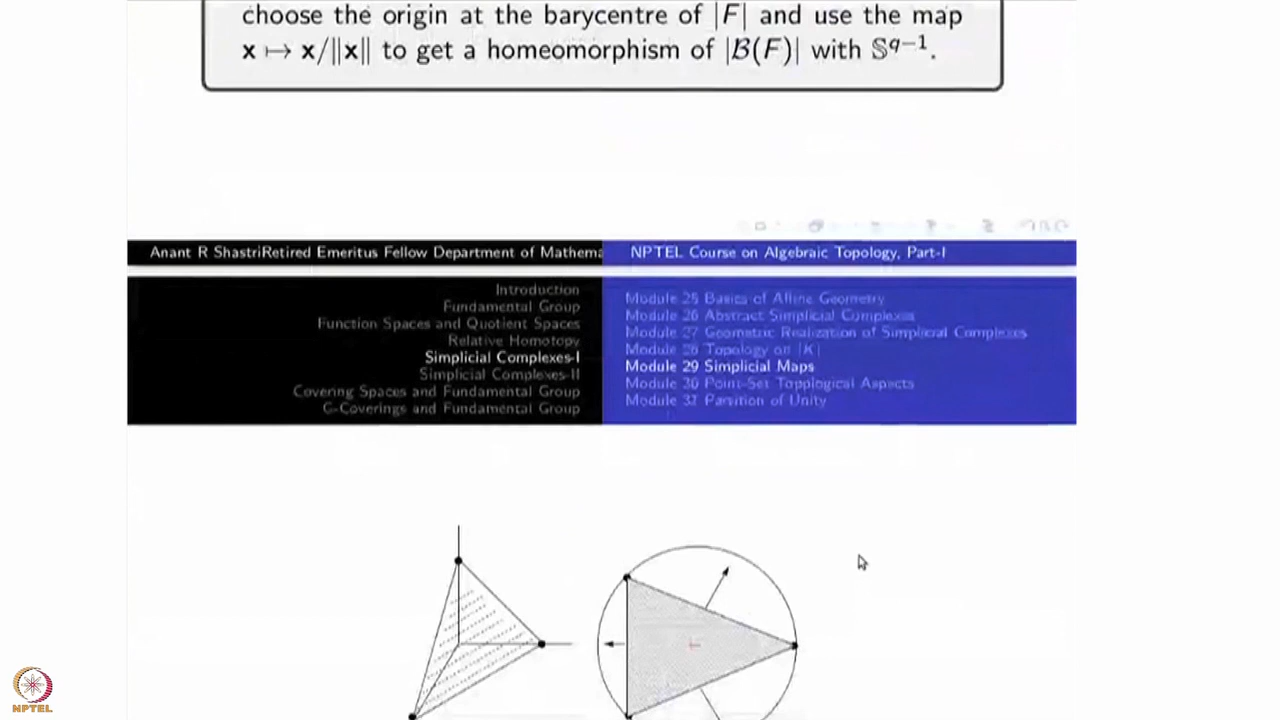 choose the origin at the barycentre of |F| and use the map
x ↦ x/‖x‖ to get a homeomorphism of |ℬ(F)| with 𝕊^{q−1}.
Anant R ShastriRetired Emeritus Fellow Department of Mathema
NPTEL Course on Algebraic Topology, Part-I
Introduction
Fundamental Group
Function Spaces and Quotient Spaces
Relative Homotopy
Simplicial Complexes-I
Simplicial Complexes-II
Covering Spaces and Fundamental Group
G-Coverings and Fundamental Group
Module 25 Basics of Affine Geometry
Module 26 Abstract Simplicial Complexes
Module 27 Geometric Realization of Simplicial Complexes
Module 28 Topology on |K|
Module 29 Simplicial Maps
Module 30 Point-Set Topological Aspects
Module 31 Partition of Unity
NPTEL